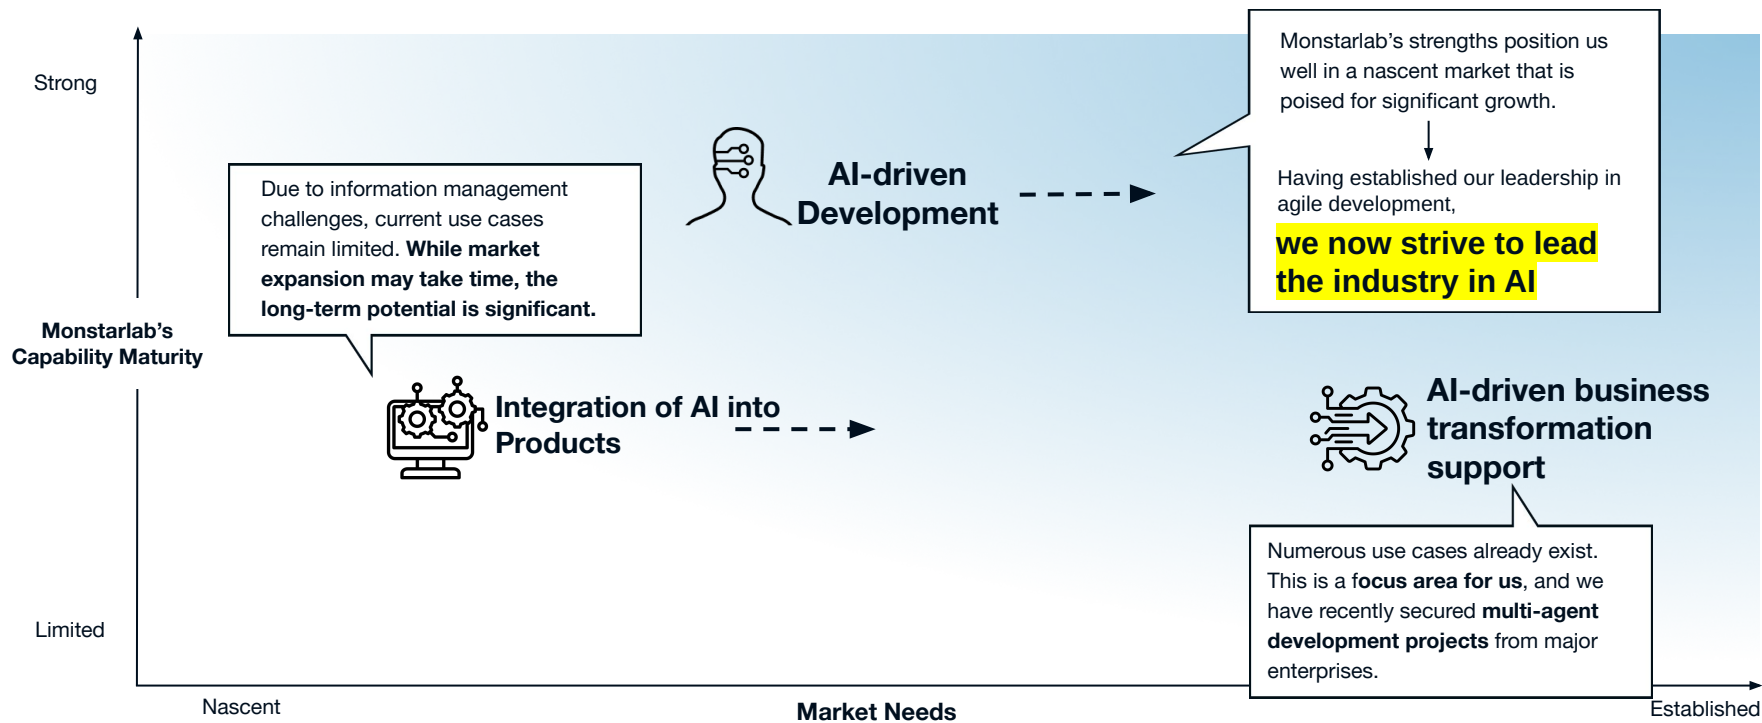 Strong
Monstarlab’s
Capability Maturity
Limited
Due to information management
challenges, current use cases
remain limited. While market
expansion may take time, the
long-term potential is significant.
AI-driven
Development
Monstarlab’s strengths position us
well in a nascent market that is
poised for significant growth.
Having established our leadership in
agile development,
we now strive to lead
the industry in AI
Integration of AI into
Products
AI-driven business
transformation
support
Numerous use cases already exist.
This is a focus area for us, and we
have recently secured multi-agent
development projects from major
enterprises.
Nascent
Market Needs
Established